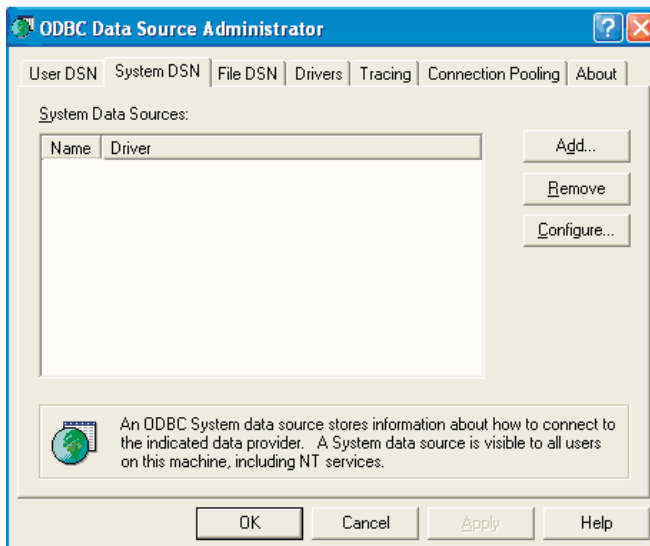 ODBC Data Source Administrator
?
User DSN System DSN File DSN Drivers Tracing Connection Pooling About
System Data Sources:
Name Driver
Add...
Remove
Configure...
An ODBC System data source stores information about how to connect to
the indicated data provider. A System data source is visible to all users
on this machine, including NT services.
OK Cancel Apply Help